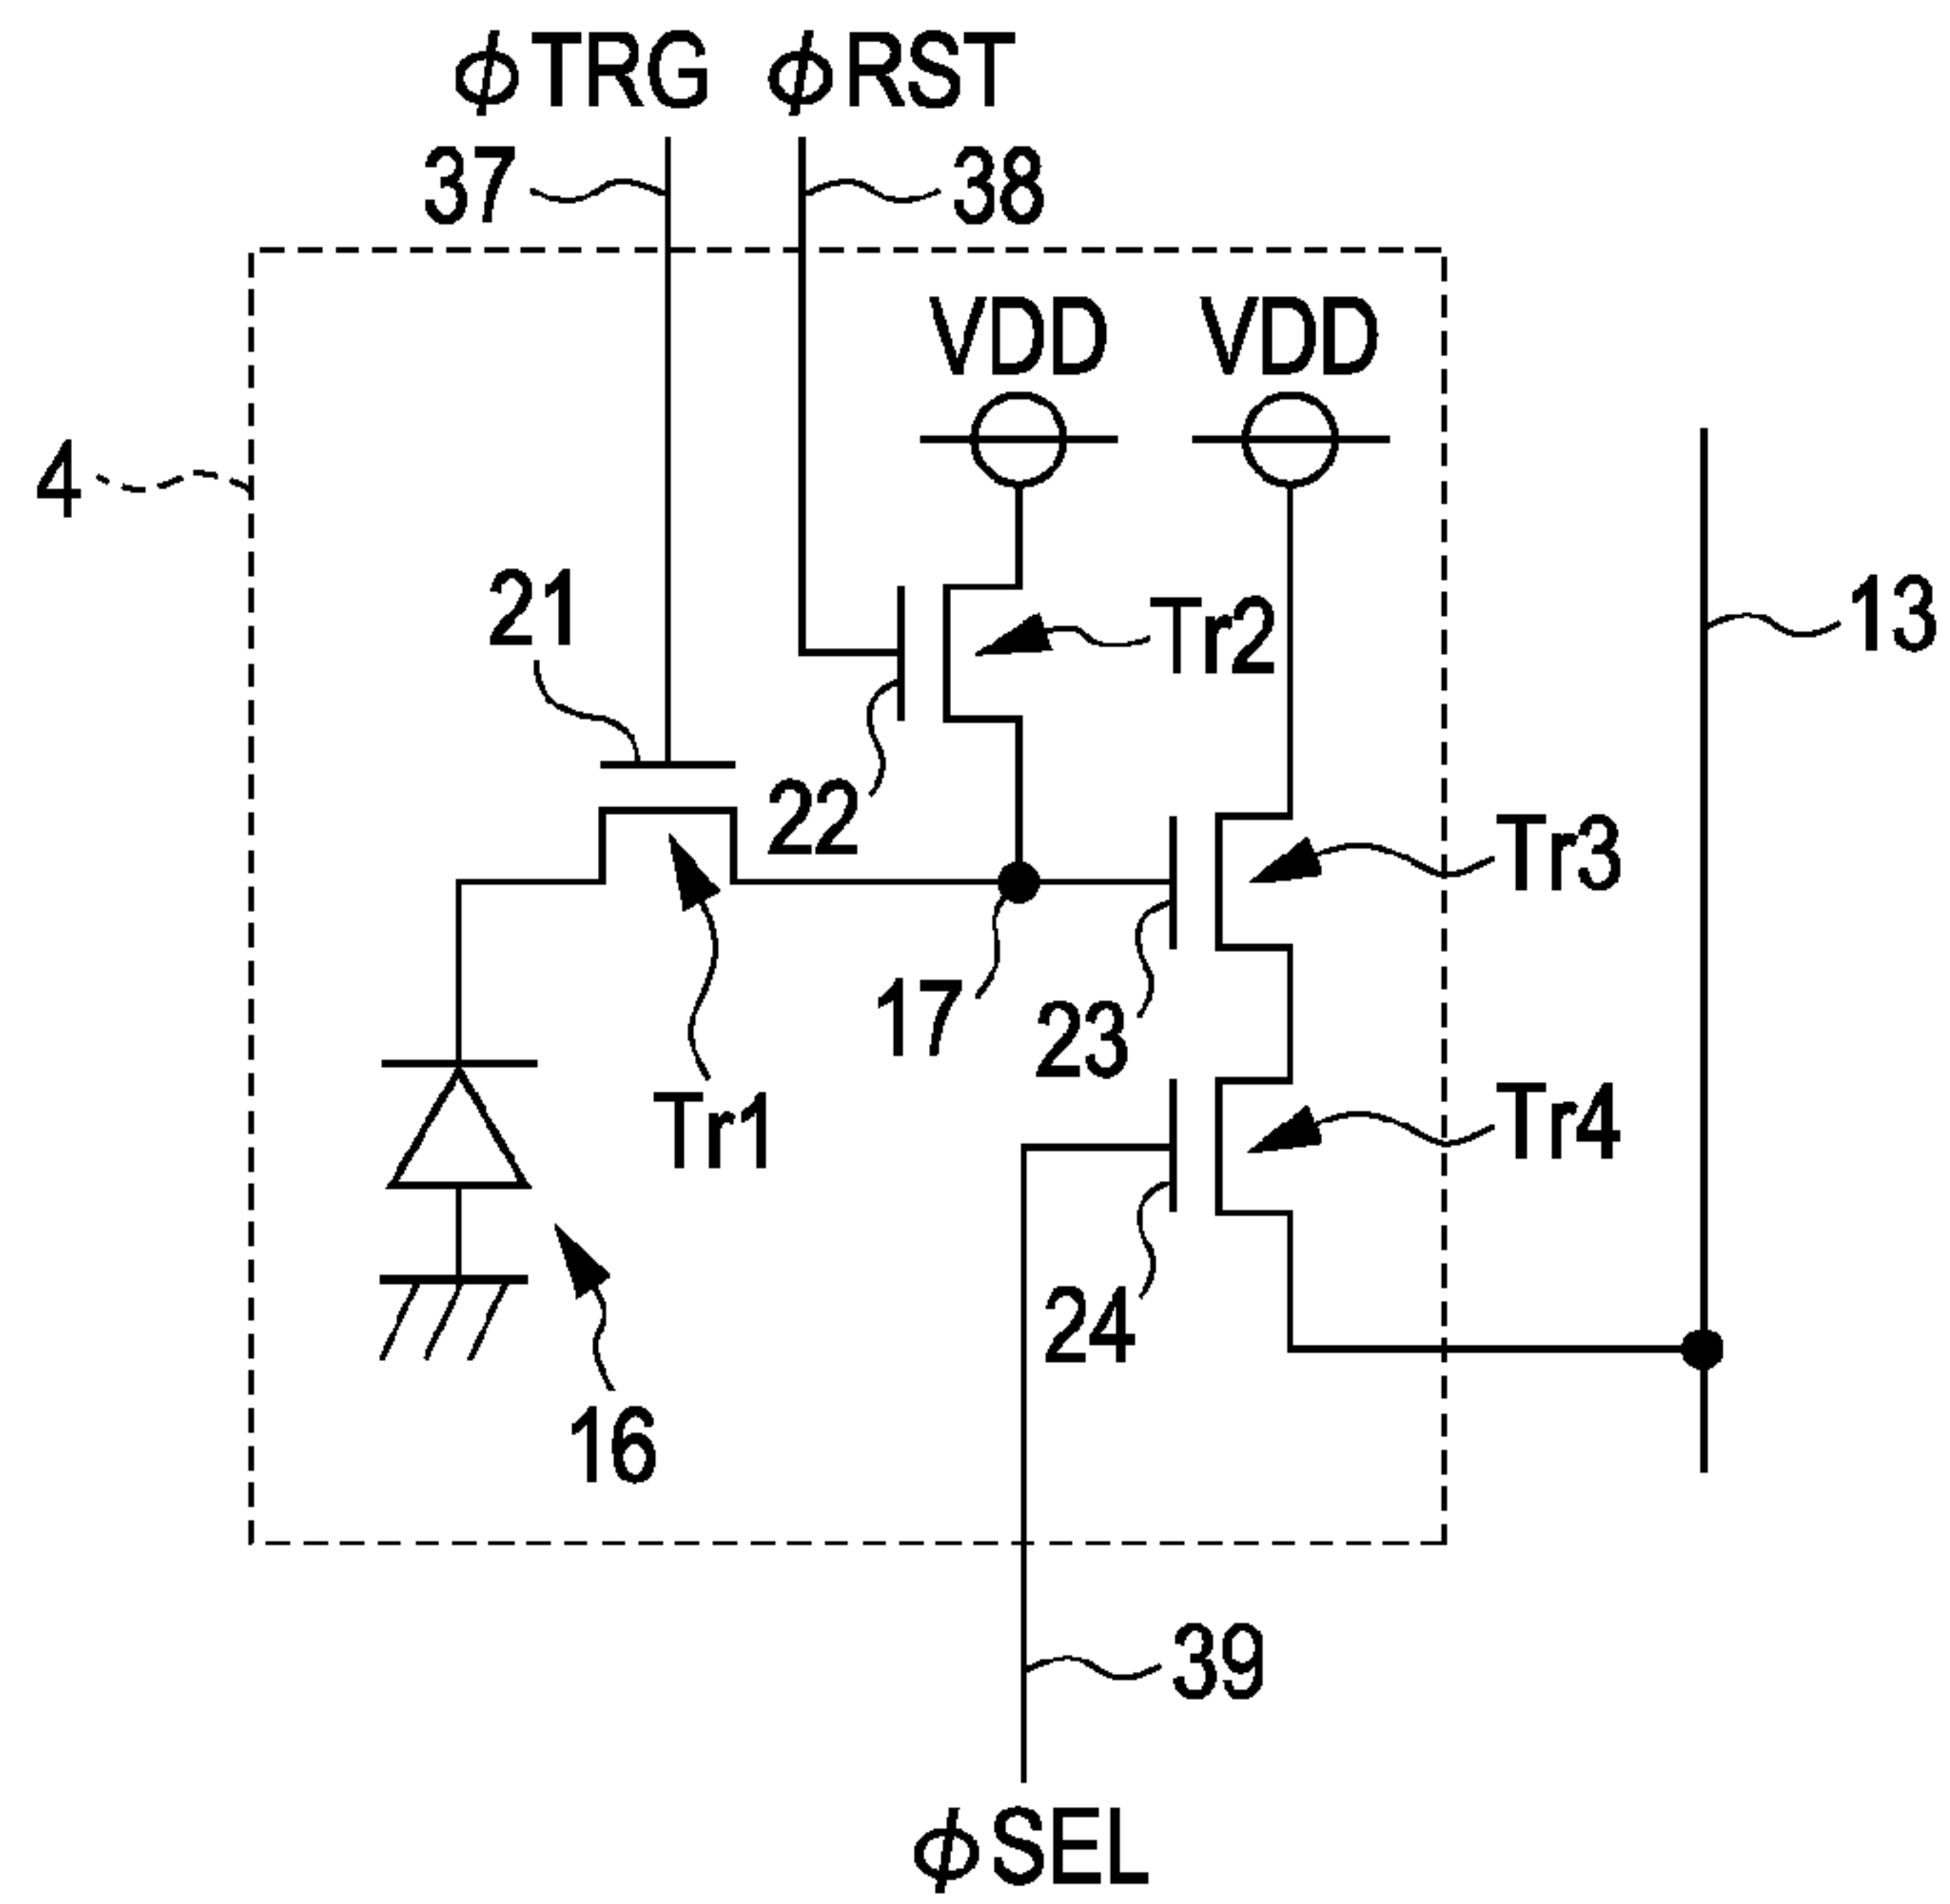 ϕTRG ϕRST
37 38
VDD VDD
4
21
Tr2
13
22
Tr3
17
23
Tr1
Tr4
24
16
39
ϕSEL